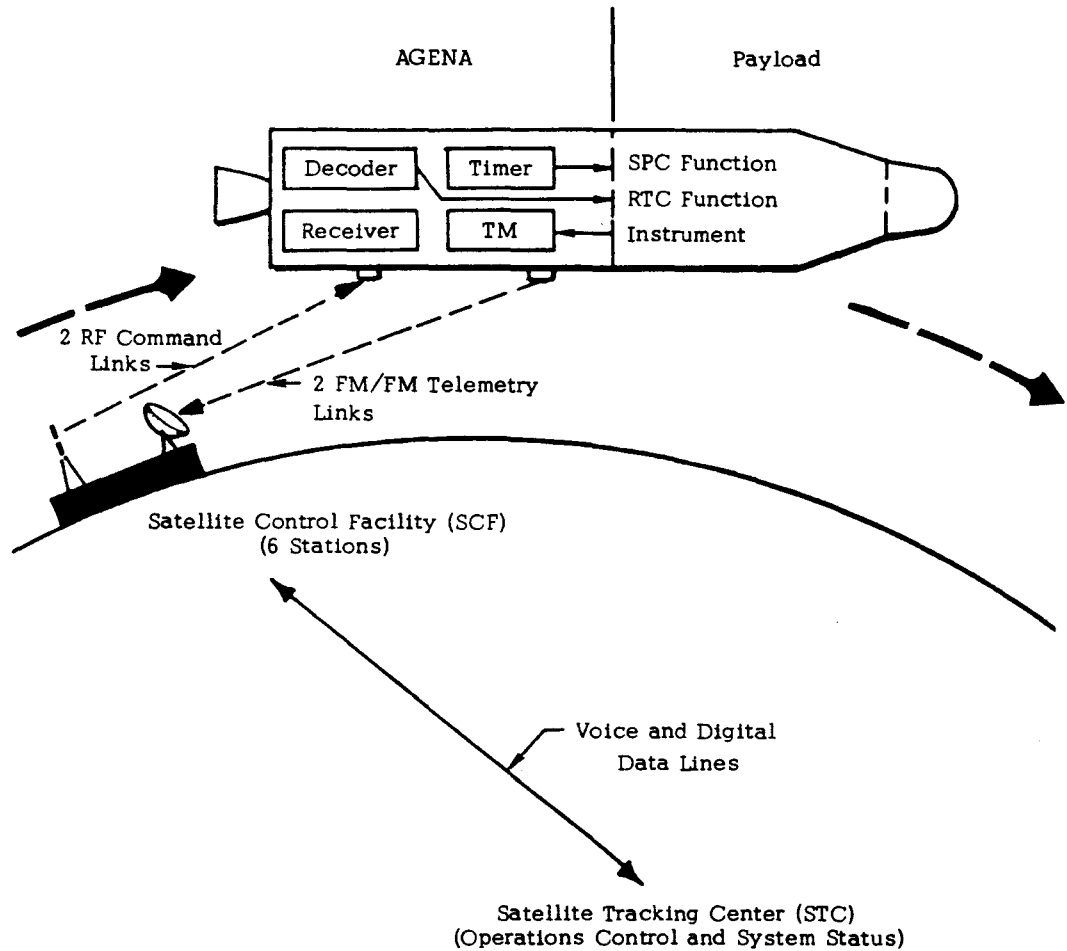 AGENA
Payload
Decoder
Timer
SPC Function
RTC Function
Receiver
TM
Instrument
2 RF Command
Links
2 FM/FM Telemetry
Links
Satellite Control Facility (SCF)
(6 Stations)
Voice and Digital
Data Lines
Satellite Tracking Center (STC)
(Operations Control and System Status)